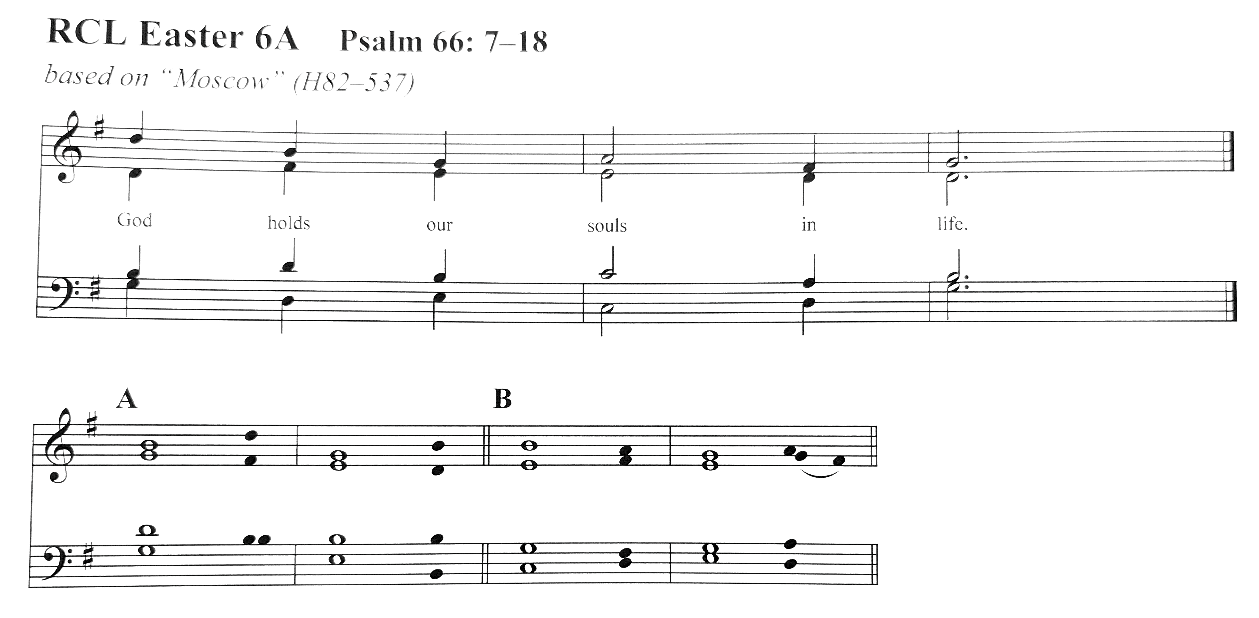 RCL Easter 6A Psalm 66: 7–18
based on “Moscow” (H82–537)
God holds our souls in life.
A B